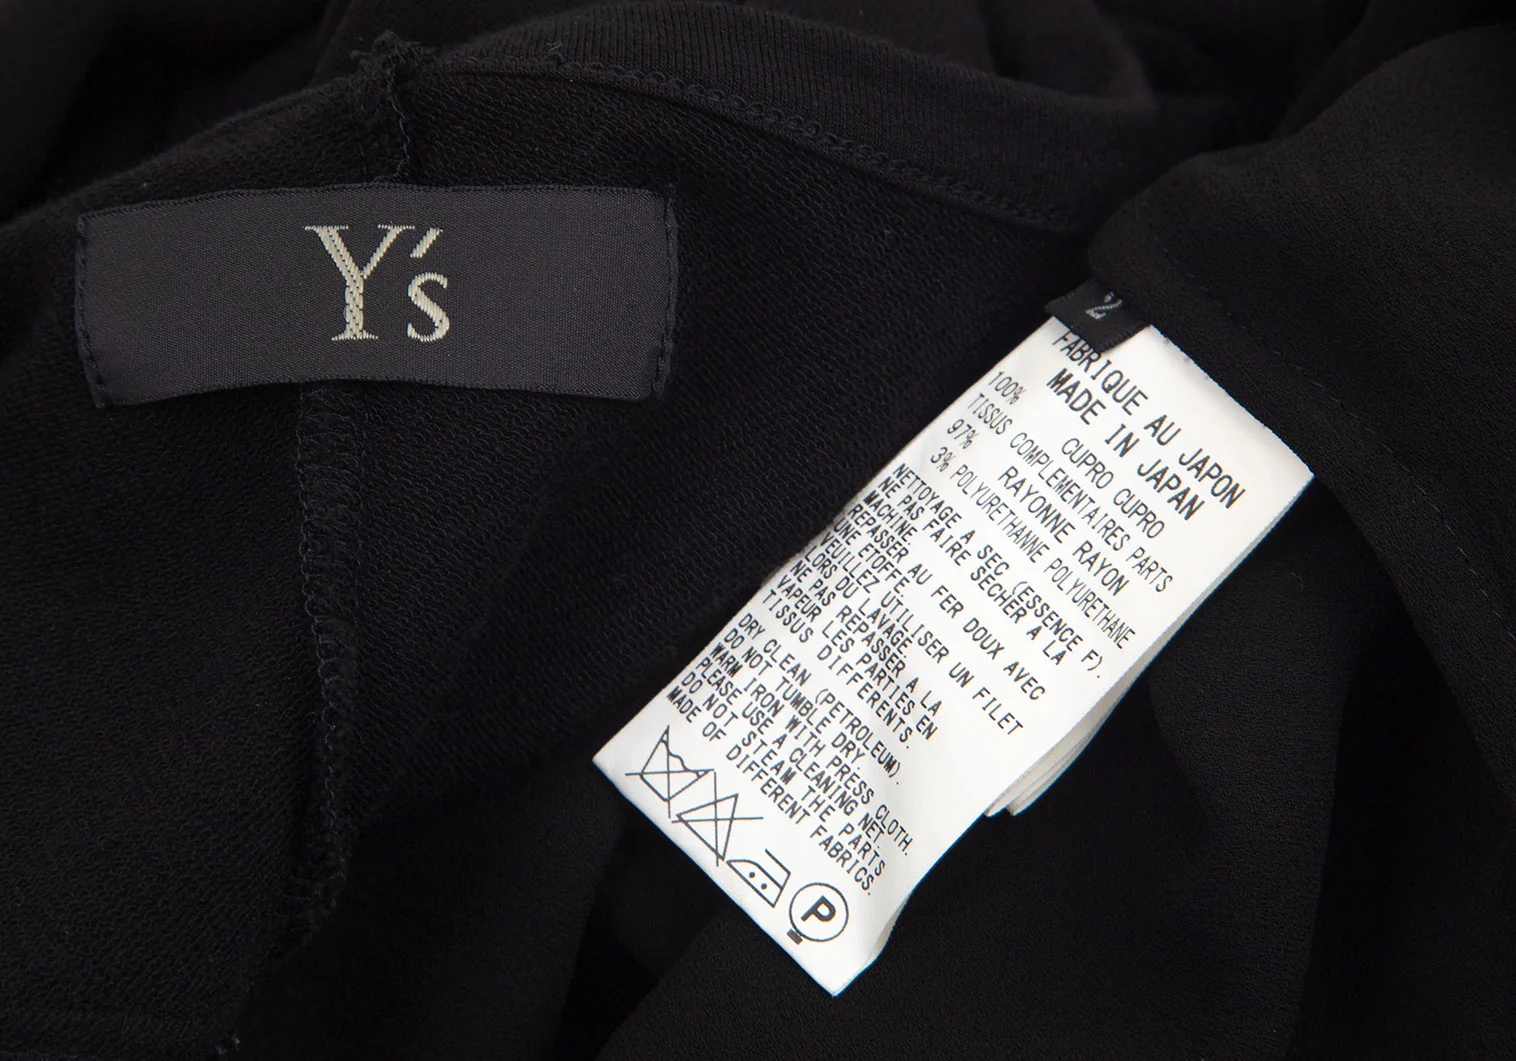 Y's
2
FABRIQUE AU JAPON
MADE IN JAPAN
100% CUPRO CUPRO
TISSUS COMPLEMENTAIRES PARTS
97% RAYONNE RAYON
3% POLYURETHANNE POLYURETHANE
NETTOYAGE A SEC (ESSENCE F).
NE PAS FAIRE SECHER A LA
MACHINE
REPASSER AU FER DOUX AVEC
UNE ETOFFE.
VEUILLEZ UTILISER UN FILET
LORS DU LAVAGE.
NE PAS REPASSER A LA
VAPEUR LES PARTIES EN
TISSUS DIFFERENTS.
DRY CLEAN (PETROLEUM).
DO NOT TUMBLE DRY.
WARM IRON WITH PRESS CLOTH.
PLEASE USE A CLEANING NET.
DO NOT STEAM THE PARTS
MADE OF DIFFERENT FABRICS.
P